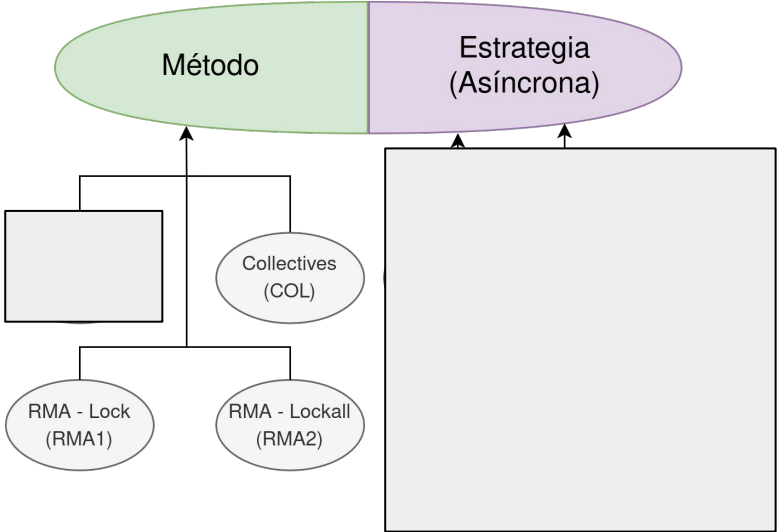 Método
Estrategia
(Asíncrona)
Collectives
(COL)
RMA - Lock
(RMA1)
RMA - Lockall
(RMA2)